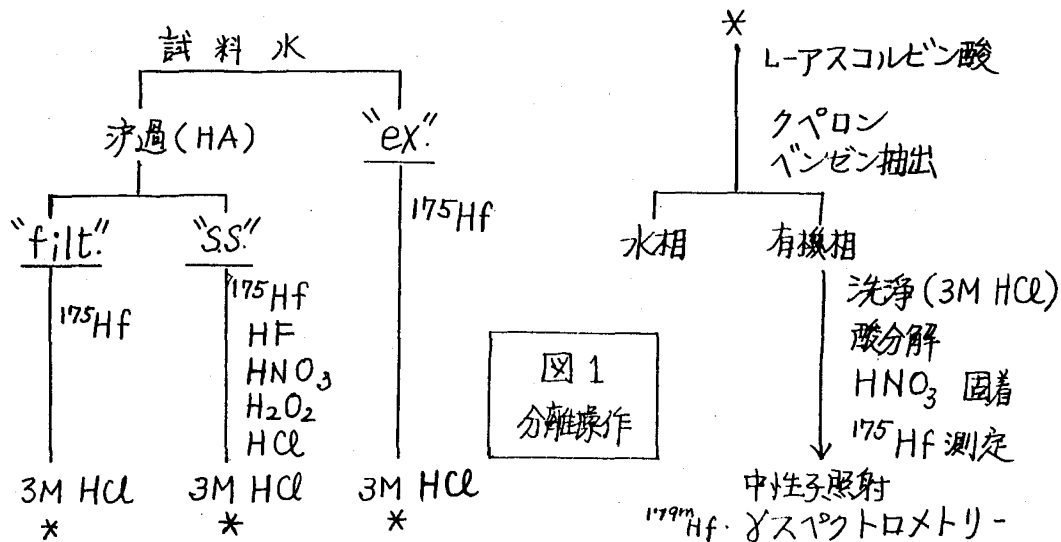 試料水
沪過(HA)
"ex."
"filt."
"S.S."
175Hf
175Hf
175Hf
HF
HNO3
H2O2
HCl
3M HCl
3M HCl
3M HCl
*
*
*
図1
分離操作
*
L-アスコルビン酸
クペロン
ベンゼン抽出
水相
有機相
洗浄(3M HCl)
酸分解
HNO3 固着
175Hf 測定
中性子照射
179mHf・γスペクトロメトリー